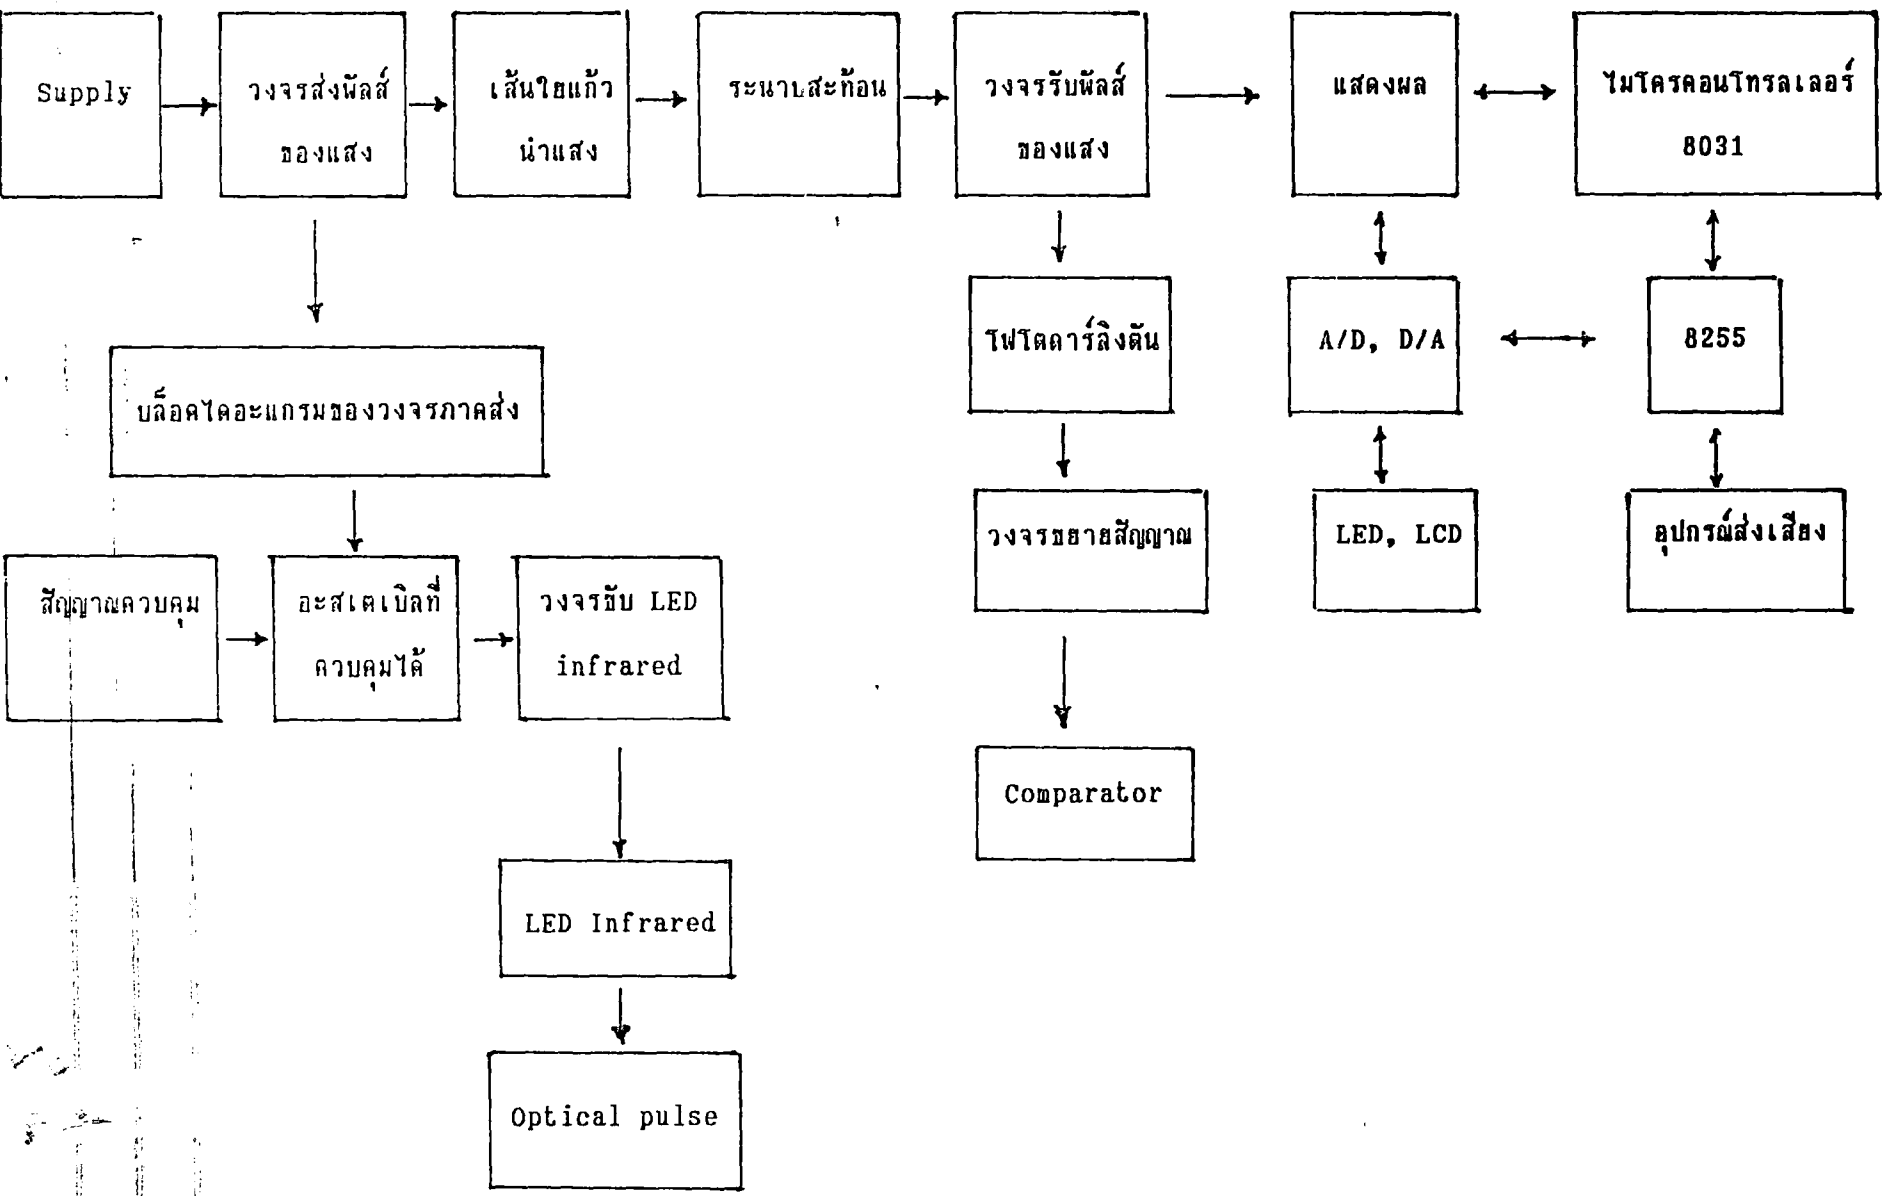 Supply
วงจรส่งพัลส์
ของแสง
เส้นใยแก้ว
นำแสง
ระนาบสะท้อน
วงจรรับพัลส์
ของแสง
แสดงผล
ไมโครคอนโทรลเลอร์
8031
โฟโตดาร์ลิงตัน
A/D, D/A
8255
บล็อคไดอะแกรมของวงจรภาคส่ง
วงจรขยายสัญญาณ
LED, LCD
อุปกรณ์ส่งเสียง
สัญญาณควบคุม
อะสเตเบิลที่
ควบคุมได้
วงจรขับ LED
infrared
Comparator
LED Infrared
Optical pulse